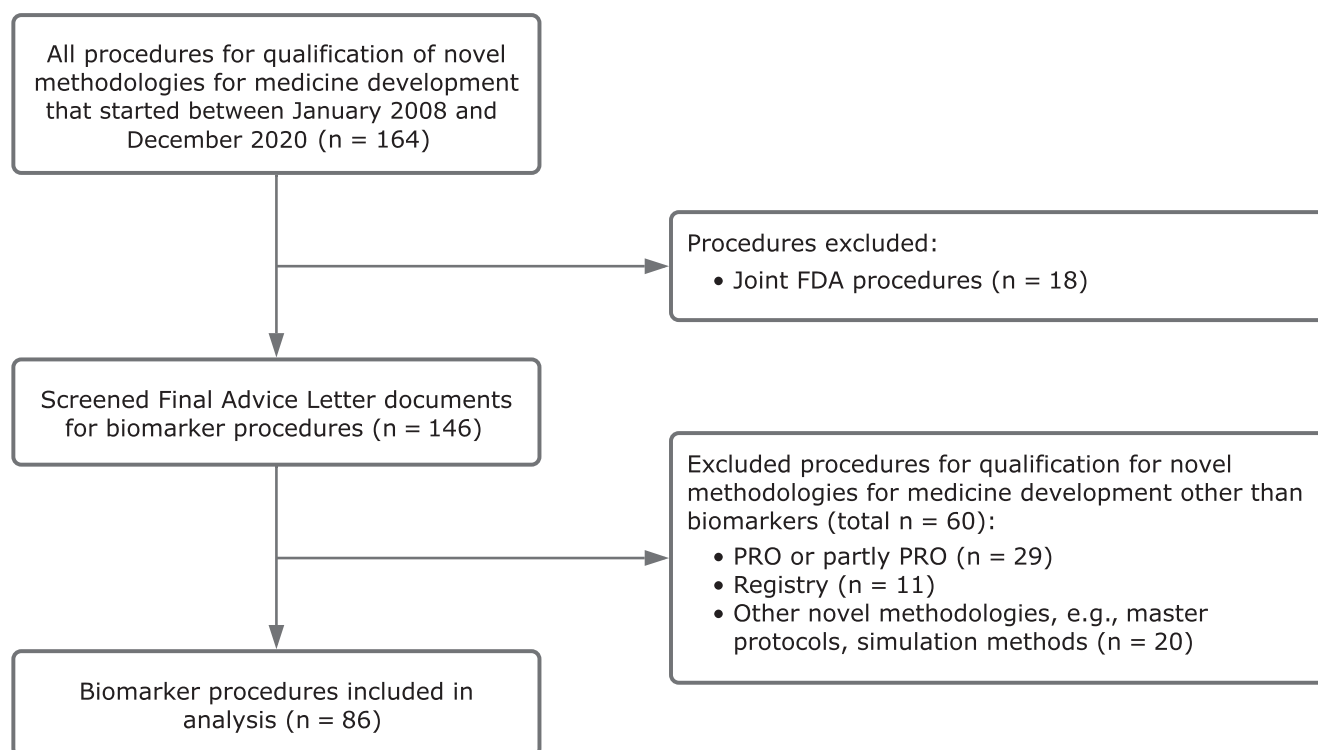 All procedures for qualification of novel
methodologies for medicine development
that started between January 2008 and
December 2020 (n = 164)
Procedures excluded:
• Joint FDA procedures (n = 18)
Screened Final Advice Letter documents
for biomarker procedures (n = 146)
Excluded procedures for qualification for novel
methodologies for medicine development other than
biomarkers (total n = 60):
• PRO or partly PRO (n = 29)
• Registry (n = 11)
• Other novel methodologies, e.g., master
protocols, simulation methods (n = 20)
Biomarker procedures included in
analysis (n = 86)